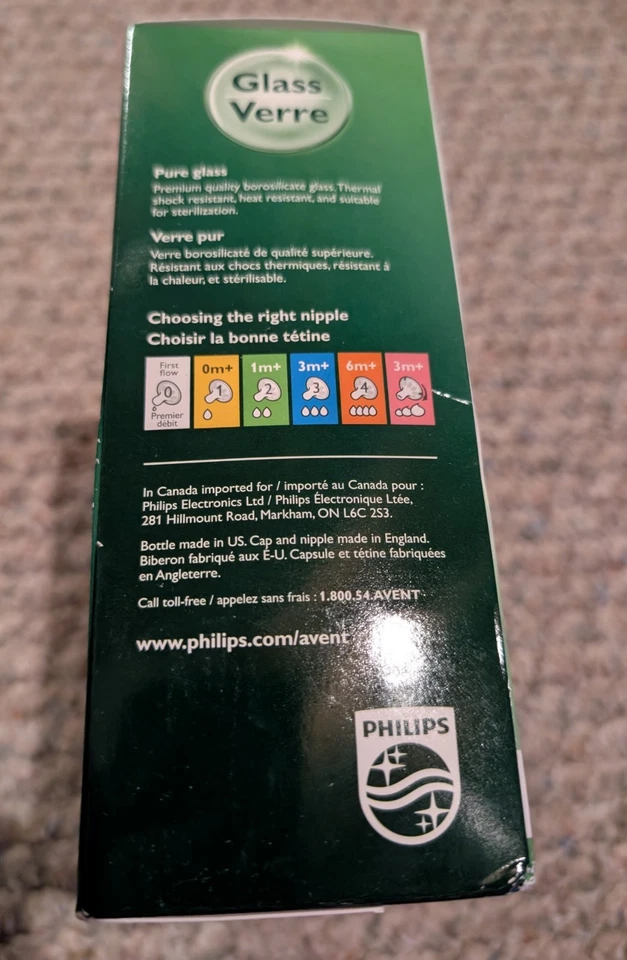 Glass
Verre
Pure glass
Premium quality borosilicate glass. Thermal
shock resistant, heat resistant, and suitable
for sterilization.
Verre pur
Verre borosilicaté de qualité supérieure.
Résistant aux chocs thermiques, résistant à
la chaleur, et stérilisable.
Choosing the right nipple
Choisir la bonne tétine
First
flow
0
Premier
débit
0m+
1
1m+
2
3m+
3
6m+
4
3m+
In Canada imported for / importé au Canada pour :
Philips Electronics Ltd / Philips Électronique Ltée,
281 Hillmount Road, Markham, ON L6C 2S3.
Bottle made in US. Cap and nipple made in England.
Biberon fabriqué aux É-U. Capsule et tétine fabriquées
en Angleterre.
Call toll-free / appelez sans frais : 1.800.54.AVENT
www.philips.com/avent
PHILIPS